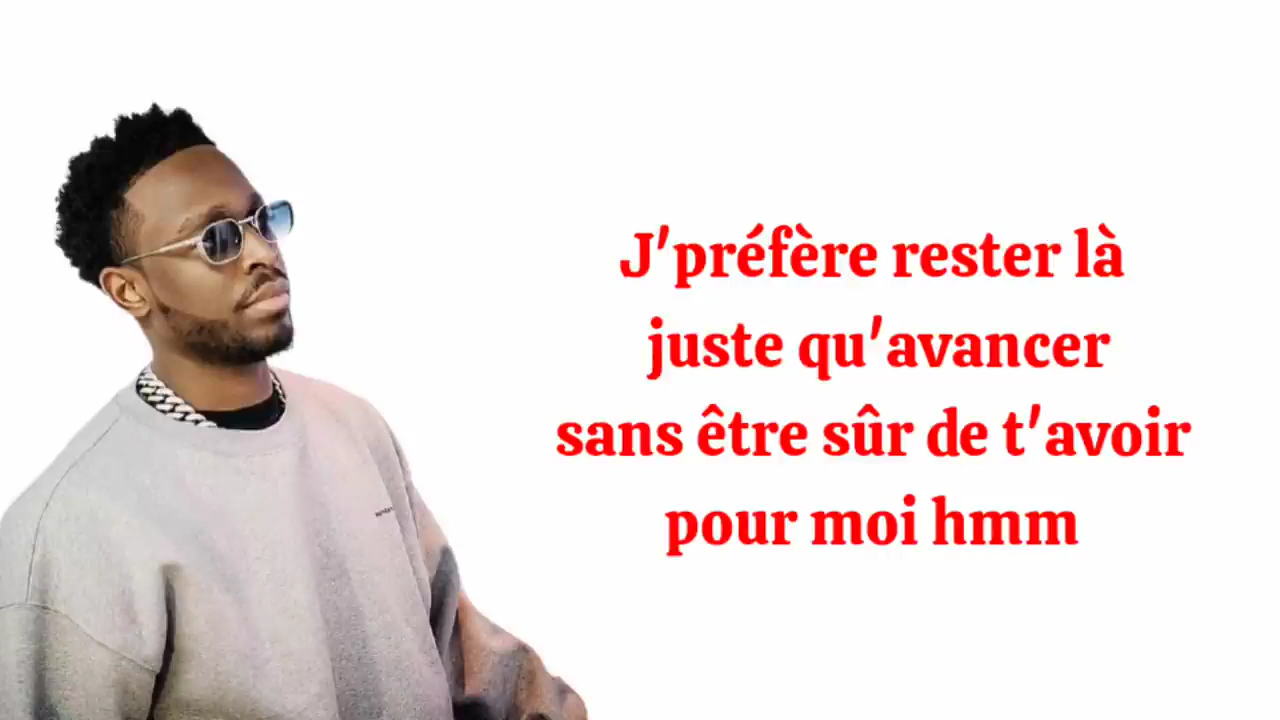 J'préfère rester là
juste qu'avancer
sans être sûr de t'avoir
pour moi hmm